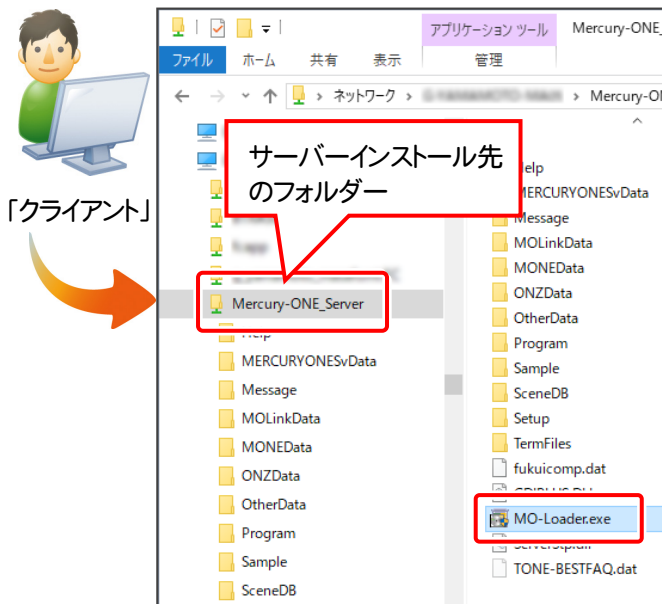 アプリケーション ツール
Mercury-ONE_
ファイル
ホーム
共有
表示
管理
ネットワーク
Mercury-O
サーバーインストール先
のフォルダー
「クライアント」
Mercury-ONE_Server
MERCURYONESvData
Message
MOLinkData
MONEData
ONZData
OtherData
Program
Sample
SceneDB
elp
MERCURYONESvData
Message
MOLinkData
MONEData
ONZData
OtherData
Program
Sample
SceneDB
Setup
TermFiles
fukuicomp.dat
MO-Loader.exe
TONE-BESTFAQ.dat